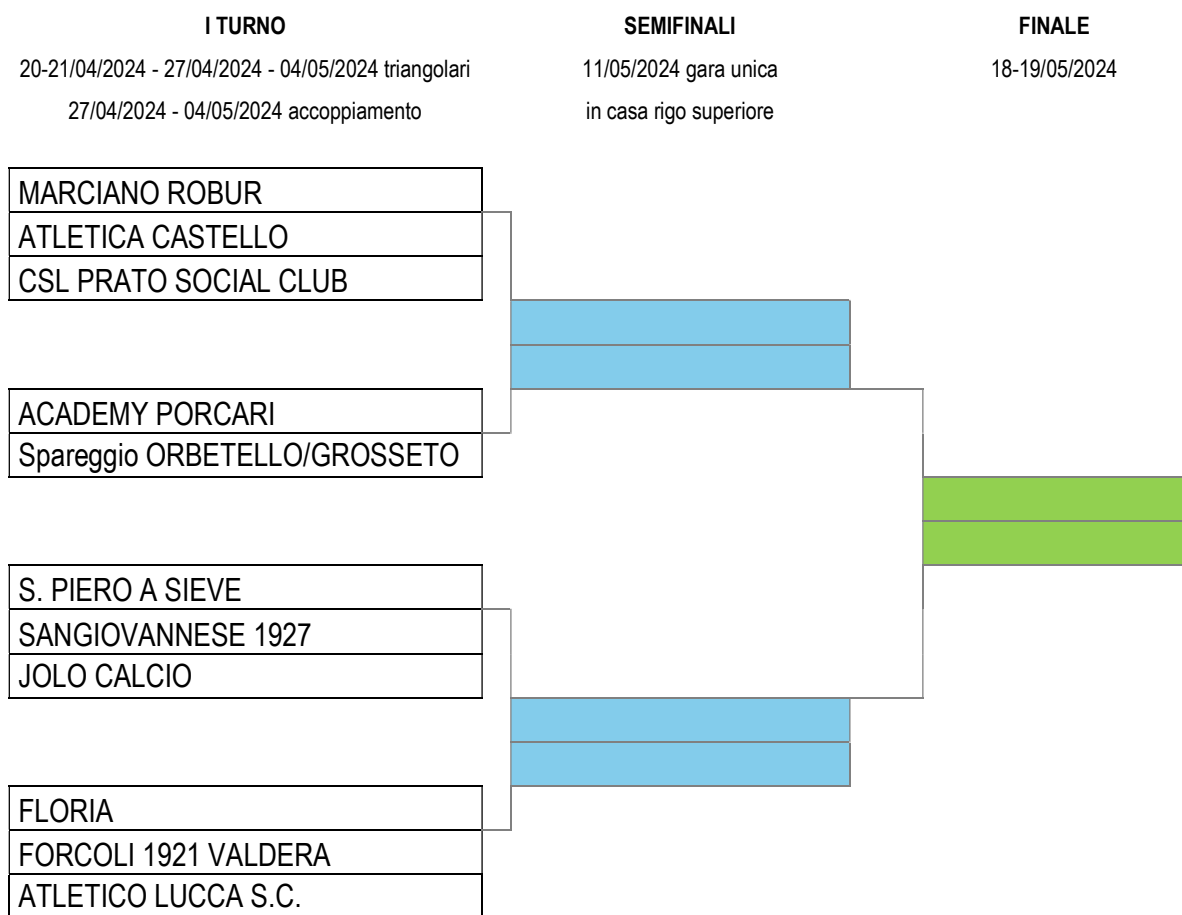 I TURNO
SEMIFINALI
FINALE
20-21/04/2024 - 27/04/2024 - 04/05/2024 triangolari
11/05/2024 gara unica
18-19/05/2024
27/04/2024 - 04/05/2024 accoppiamento
in casa rigo superiore
MARCIANO ROBUR
ATLETICA CASTELLO
CSL PRATO SOCIAL CLUB
ACADEMY PORCARI
Spareggio ORBETELLO/GROSSETO
S. PIERO A SIEVE
SANGIOVANNESE 1927
JOLO CALCIO
FLORIA
FORCOLI 1921 VALDERA
ATLETICO LUCCA S.C.